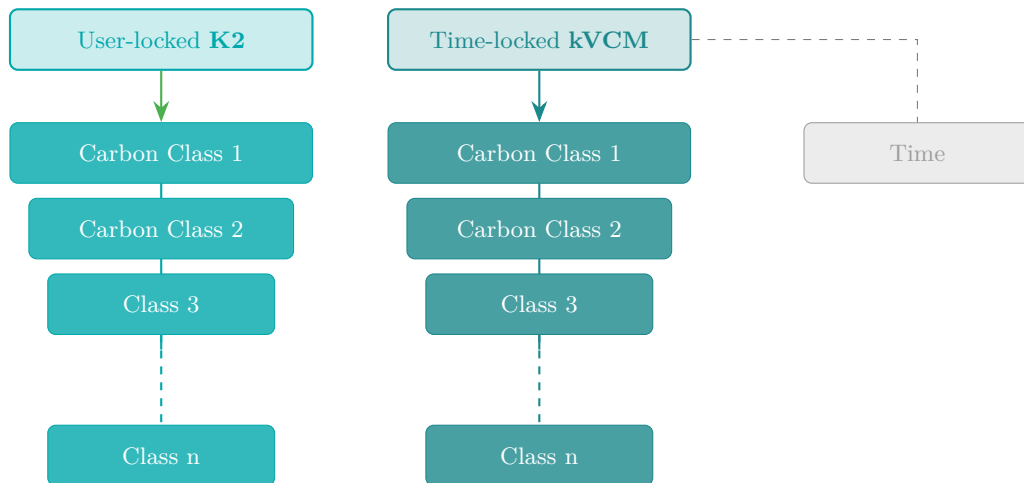 User-locked K2
Time-locked kVCM
Carbon Class 1
Carbon Class 1
Time
Carbon Class 2
Carbon Class 2
Class 3
Class 3
Class n
Class n